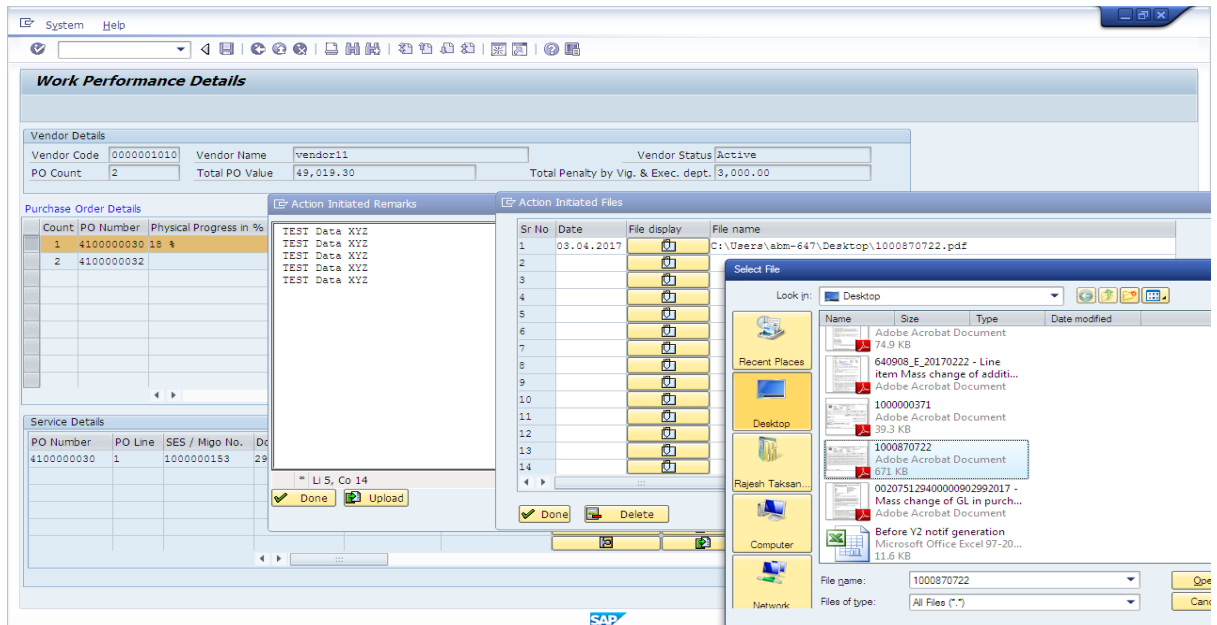 System Help
Work Performance Details
Vendor Details
Vendor Code 0000001010 Vendor Name vendor11 Vendor Status Active
PO Count 2 Total PO Value 49,019.30 Total Penalty by Vig. & Exec. dept. 3,000.00
Purchase Order Details
Count PO Number Physical Progress in %
1 4100000030 18 %
2 4100000032
Service Details
PO Number PO Line SES / Migo No. Do
4100000030 1 1000000153 29
Action Initiated Remarks
TEST Data XYZ
TEST Data XYZ
TEST Data XYZ
TEST Data XYZ
TEST Data XYZ
* Li 5, Co 14
Done Upload
Action Initiated Files
Sr No Date File display File name
1 03.04.2017 C:\Users\abm-647\Desktop\1000870722.pdf
2
3
4
5
6
7
8
9
10
11
12
13
14
Done Delete
Select File
Look in: Desktop
Name Size Type Date modified
Recent Places
Desktop
Rajesh Taksan...
Computer
Network
Adobe Acrobat Document
74.9 KB
640908_E_20170222 - Line
item Mass change of additi...
Adobe Acrobat Document
1000000371
Adobe Acrobat Document
39.3 KB
1000870722
Adobe Acrobat Document
671 KB
00207512940000902992017 -
Mass change of GL in purch...
Adobe Acrobat Document
Before Y2 notif generation
Microsoft Office Excel 97-20...
11.6 KB
File name: 1000870722 Ope
Files of type: All Files (*.*) Canc
SAP